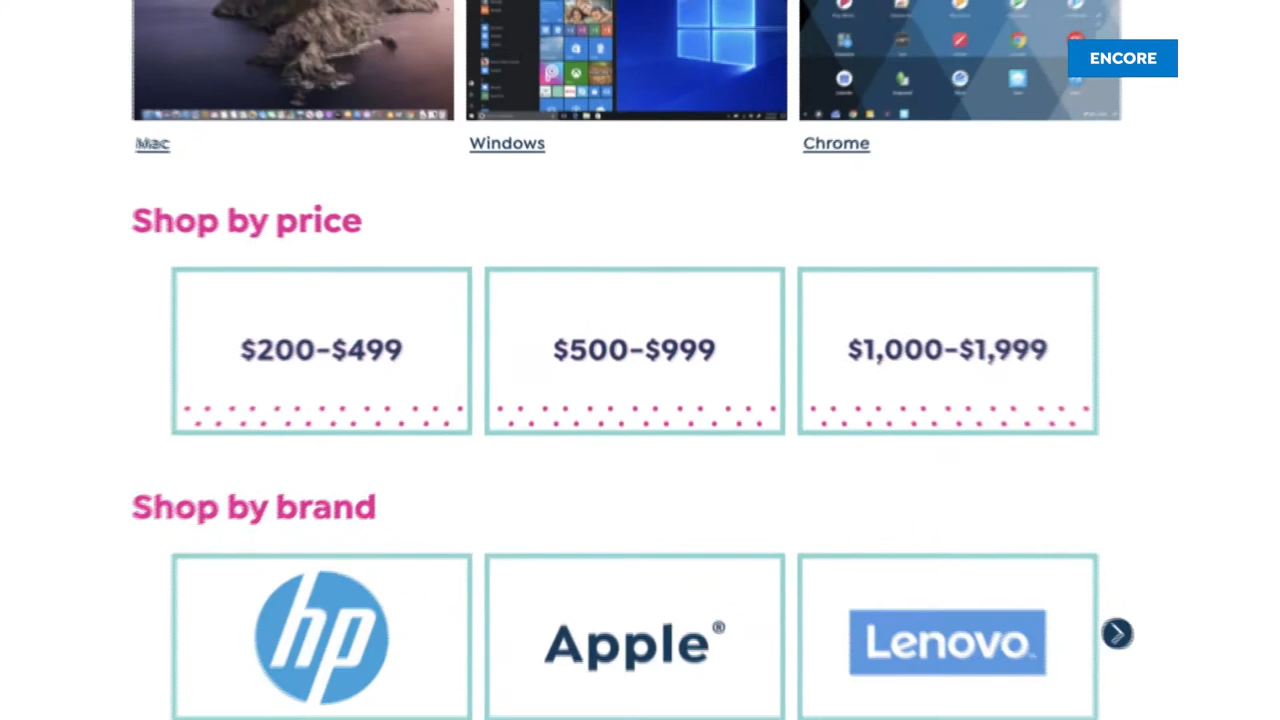 ENCORE
Mac
Windows
Chrome
Shop by price
$200-$499
$500-$999
$1,000-$1,999
Shop by brand
hp
Apple®
Lenovo